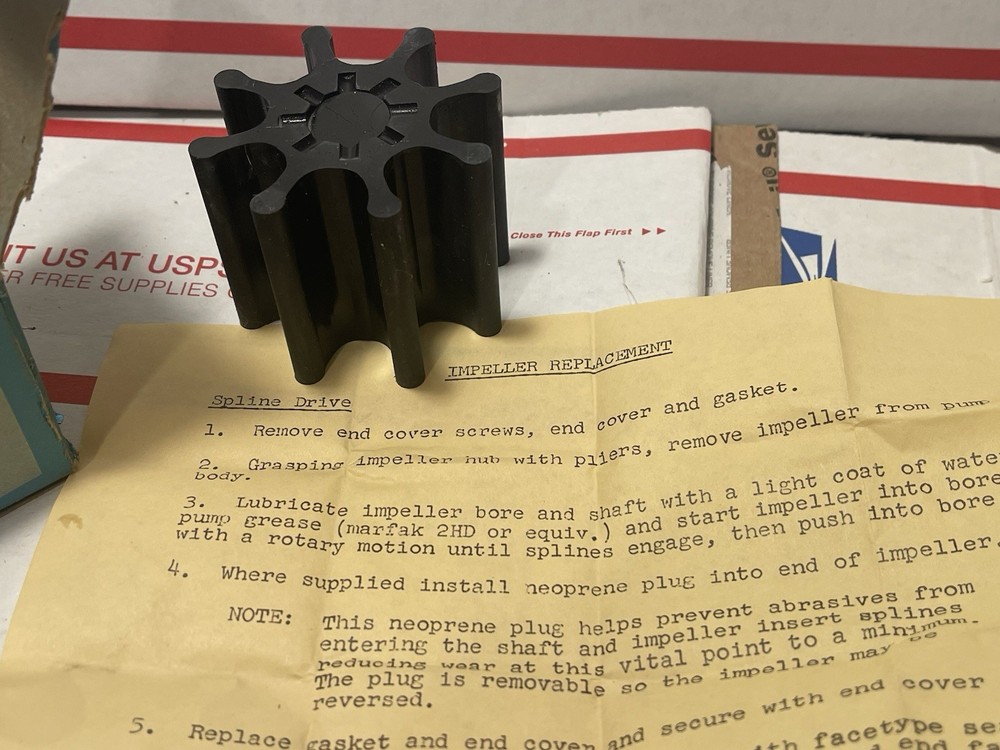 Close This Flap First
IT US AT USPS
R FREE SUPPLIES
IMPELLER REPLACEMENT
Spline Drive
1. Remove end cover screws, end cover and gasket.
2. Grasping impeller hub with pliers, remove impeller from pump
body.
3. Lubricate impeller bore and shaft with a light coat of water
pump grease (marfak 2HD or equiv.) and start impeller into bore
with a rotary motion until splines engage, then push into bore
4. Where supplied install neoprene plug into end of impeller.
NOTE: This neoprene plug helps prevent abrasives from
entering the shaft and impeller insert splines
reducing wear at this vital point to a minimum.
The plug is removable so the impeller may be
reversed.
5. Replace gasket and end cover and secure with end cover
th facetype se